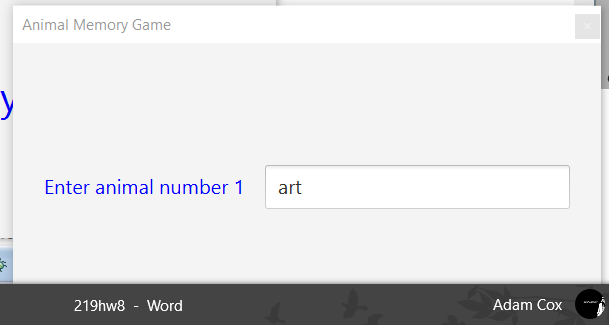 Animal Memory Game
y
Enter animal number 1 art
219hw8 - Word Adam Cox